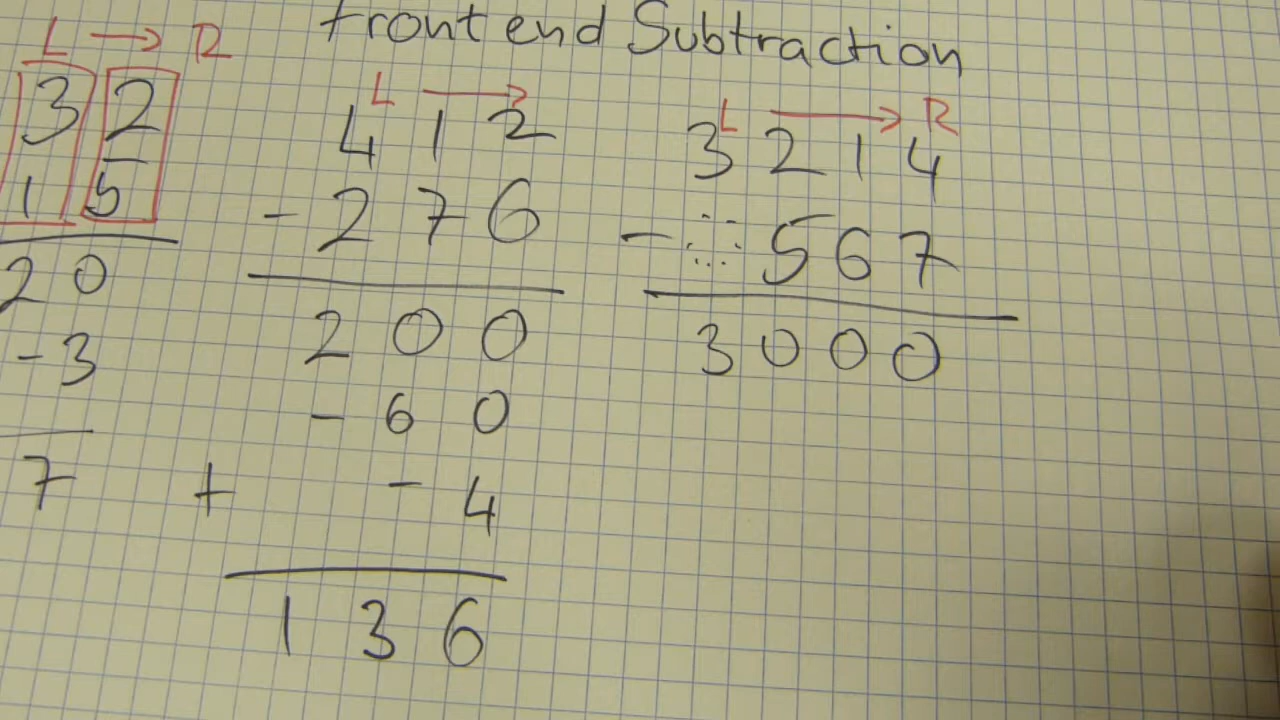 Front end Subtraction
L → R
3 2
1 5
2 0
- 3
7
L →
4 1 2
- 2 7 6
2 0 0
- 6 0
+ - 4
1 3 6
L → R
3 2 1 4
- 5 6 7
3 0 0 0